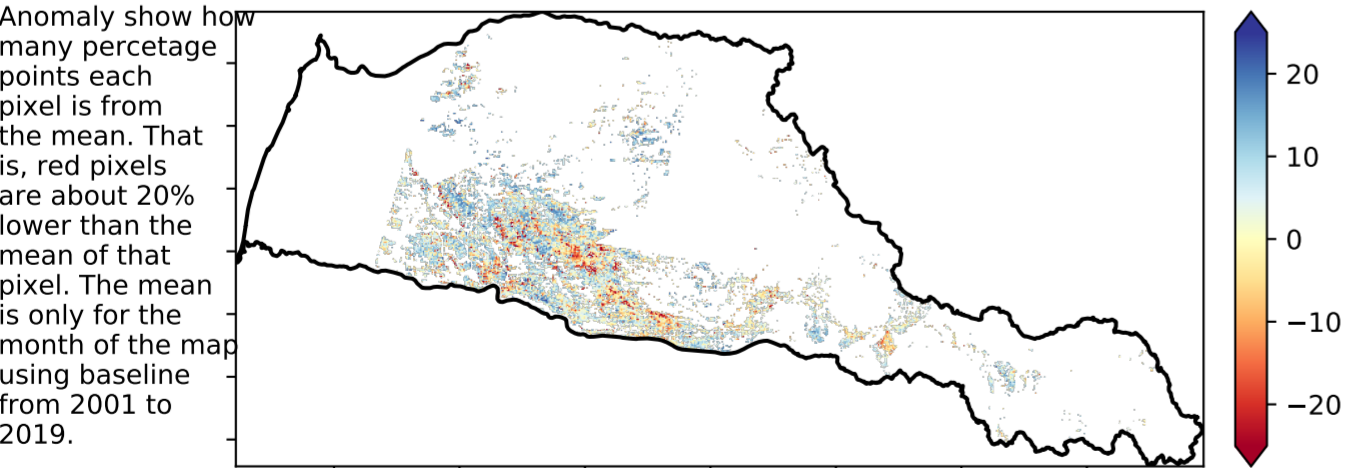 Anomaly show how
many percetage
points each
pixel is from
the mean. That
is, red pixels
are about 20%
lower than the
mean of that
pixel. The mean
is only for the
month of the map
using baseline
from 2001 to
2019.
20
10
0
−10
−20